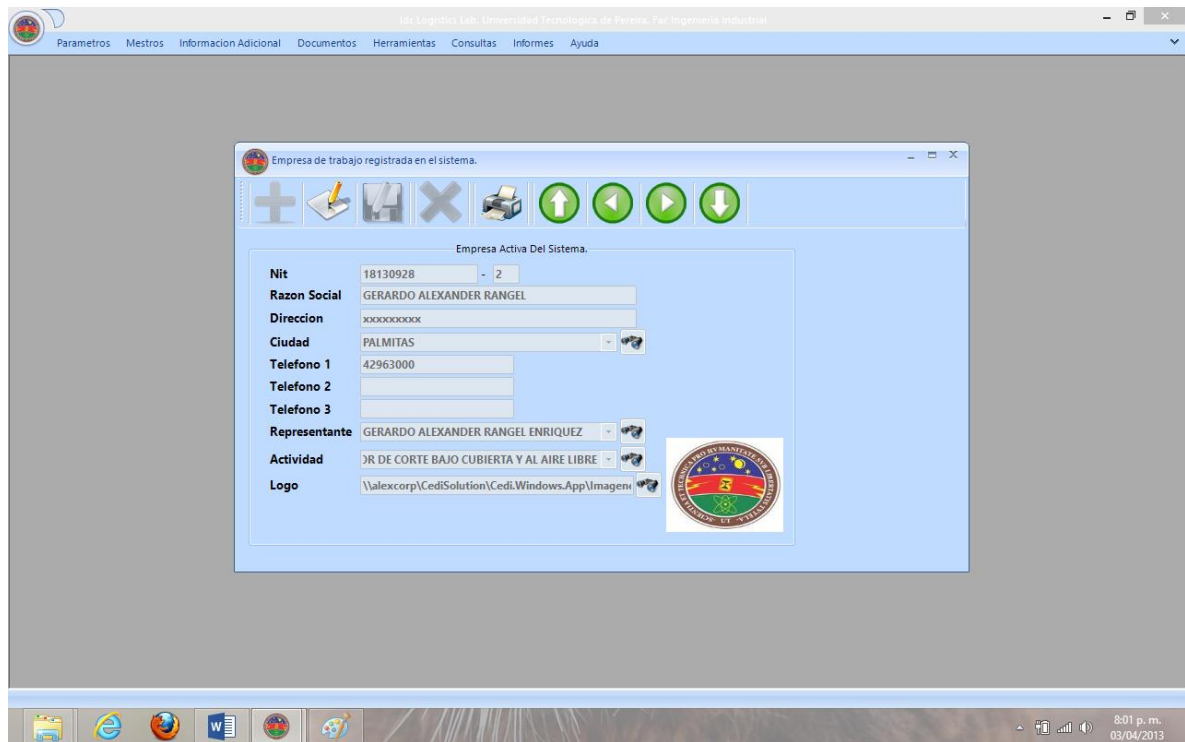 Idc Logistics Lab. Universidad Tecnologica de Pereira. Fac Ingenieria Industrial
Parametros Mestros Informacion Adicional Documentos Herramientas Consultas Informes Ayuda
Empresa de trabajo registrada en el sistema.
Empresa Activa Del Sistema.
Nit 18130928 - 2
Razon Social GERARDO ALEXANDER RANGEL
Direccion xxxxxxxxx
Ciudad PALMITAS
Telefono 1 42963000
Telefono 2
Telefono 3
Representante GERARDO ALEXANDER RANGEL ENRIQUEZ
Actividad OR DE CORTE BAJO CUBIERTA Y AL AIRE LIBRE
Logo \\alexcorp\CediSolution\Cedi.Windows.App\Imagen
8:01 p. m.
03/04/2013